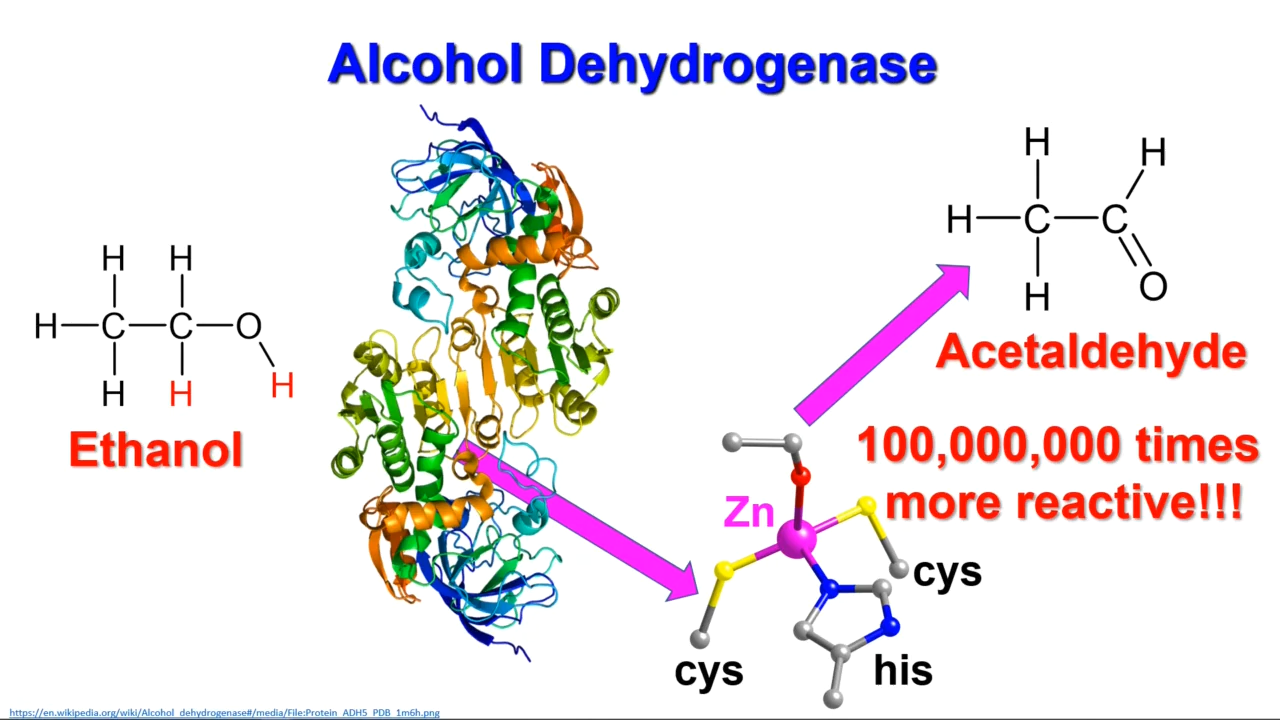 Alcohol Dehydrogenase
H H
H C C O
H H H
Ethanol
H H
H C C
H O
Acetaldehyde
100,000,000 times
more reactive!!!
Zn
cys
cys
his
https://en.wikipedia.org/wiki/Alcohol_dehydrogenase#/media/File:Protein_ADH5_PDB_1m6h.png